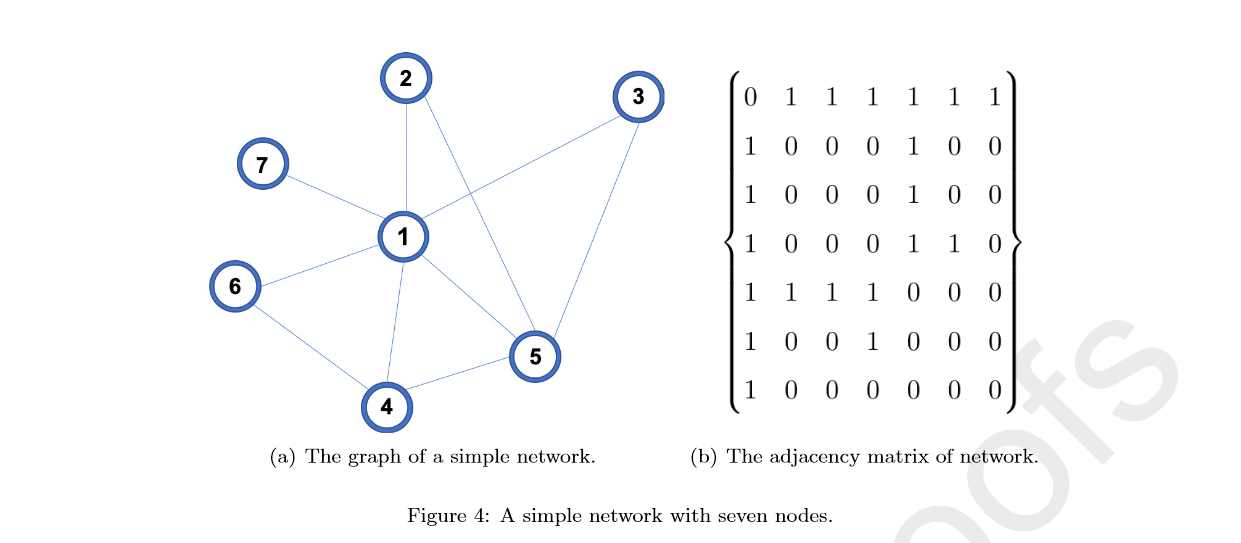 2
3
7
1
6
5
4
0 1 1 1 1 1 1
1 0 0 0 1 0 0
1 0 0 0 1 0 0
1 0 0 0 1 1 0
1 1 1 1 0 0 0
1 0 0 1 0 0 0
1 0 0 0 0 0 0
(a) The graph of a simple network.
(b) The adjacency matrix of network.
Figure 4: A simple network with seven nodes.
oofs